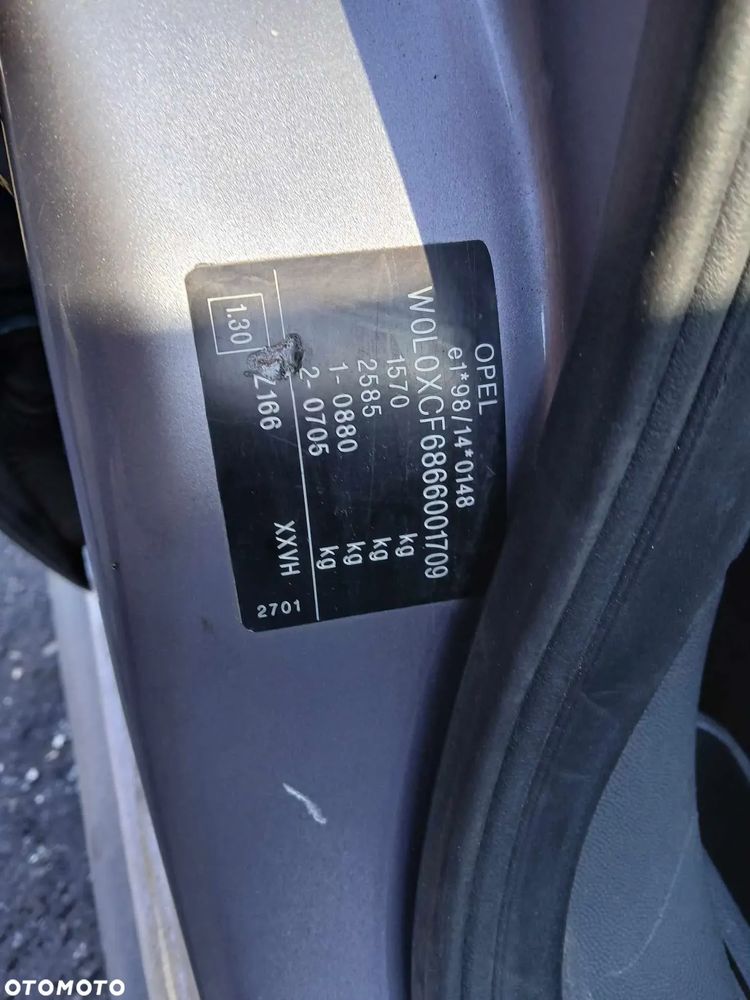 OPEL
e1*98/14*0148
W0L0XCF6866001709
1570 kg
2585 kg
1- 0880 kg
2- 0705 kg
1.30 Z166 XXVH 2701
OTOMOTO